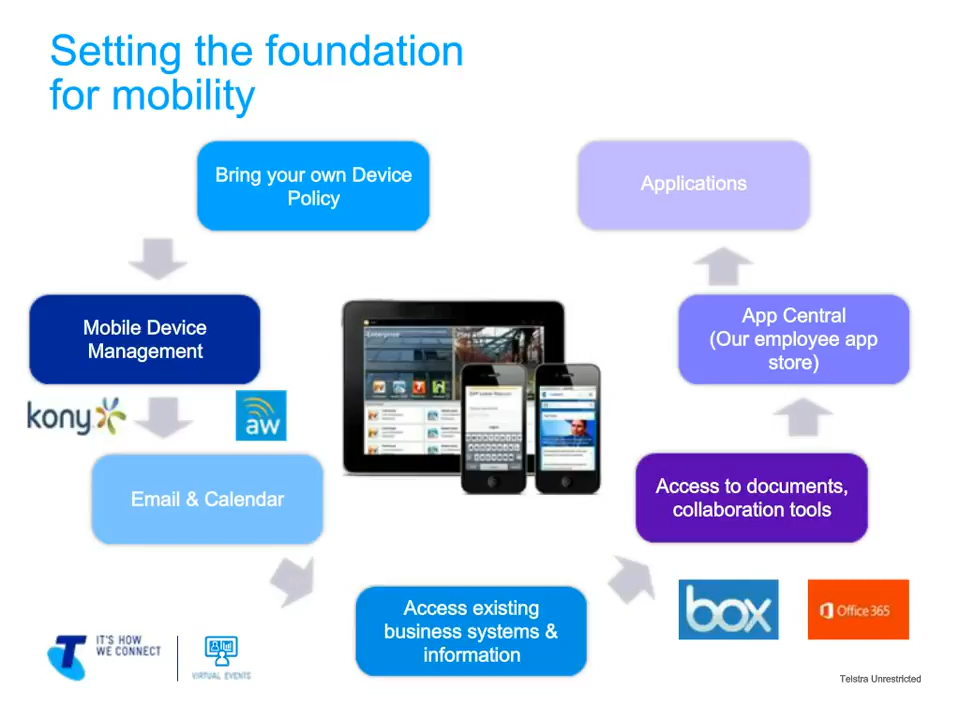 Setting the foundation
for mobility
Bring your own Device
Policy
Applications
Mobile Device
Management
App Central
(Our employee app
store)
kony
aw
Email & Calendar
Access to documents,
collaboration tools
Access existing
business systems &
information
box
Office 365
T
IT'S HOW
WE CONNECT
VIRTUAL EVENTS
Telstra Unrestricted